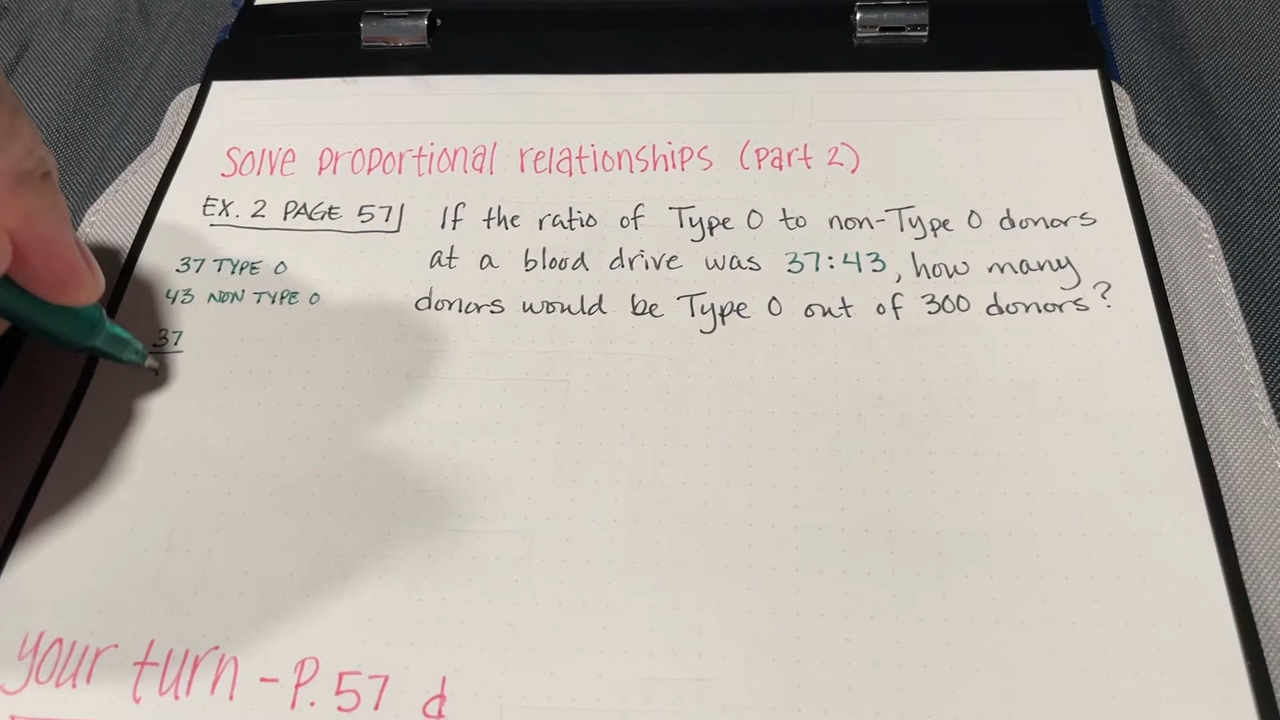 solve proportional relationships (part 2)
EX. 2 PAGE 57 If the ratio of Type O to non-Type O donors
at a blood drive was 37:43, how many
donors would be Type O out of 300 donors?
37 TYPE O
43 NON TYPE O
37
your turn - P. 57 d